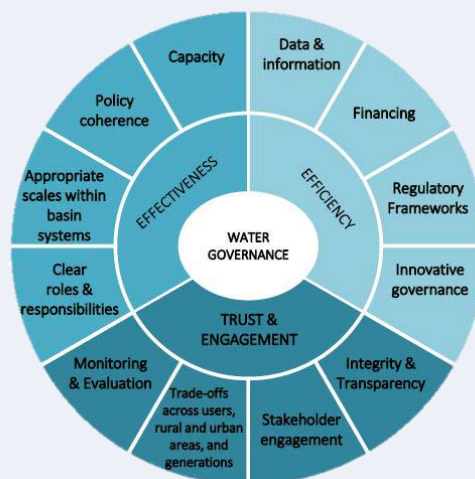 WATER
GOVERNANCE
EFFECTIVENESS
EFFICIENCY
TRUST &
ENGAGEMENT
Capacity
Policy
coherence
Appropriate
scales within
basin
systems
Clear
roles &
responsibilities
Data &
information
Financing
Regulatory
Frameworks
Innovative
governance
Integrity &
Transparency
Stakeholder
engagement
Trade-offs
across users,
rural and urban
areas, and
generations
Monitoring
& Evaluation